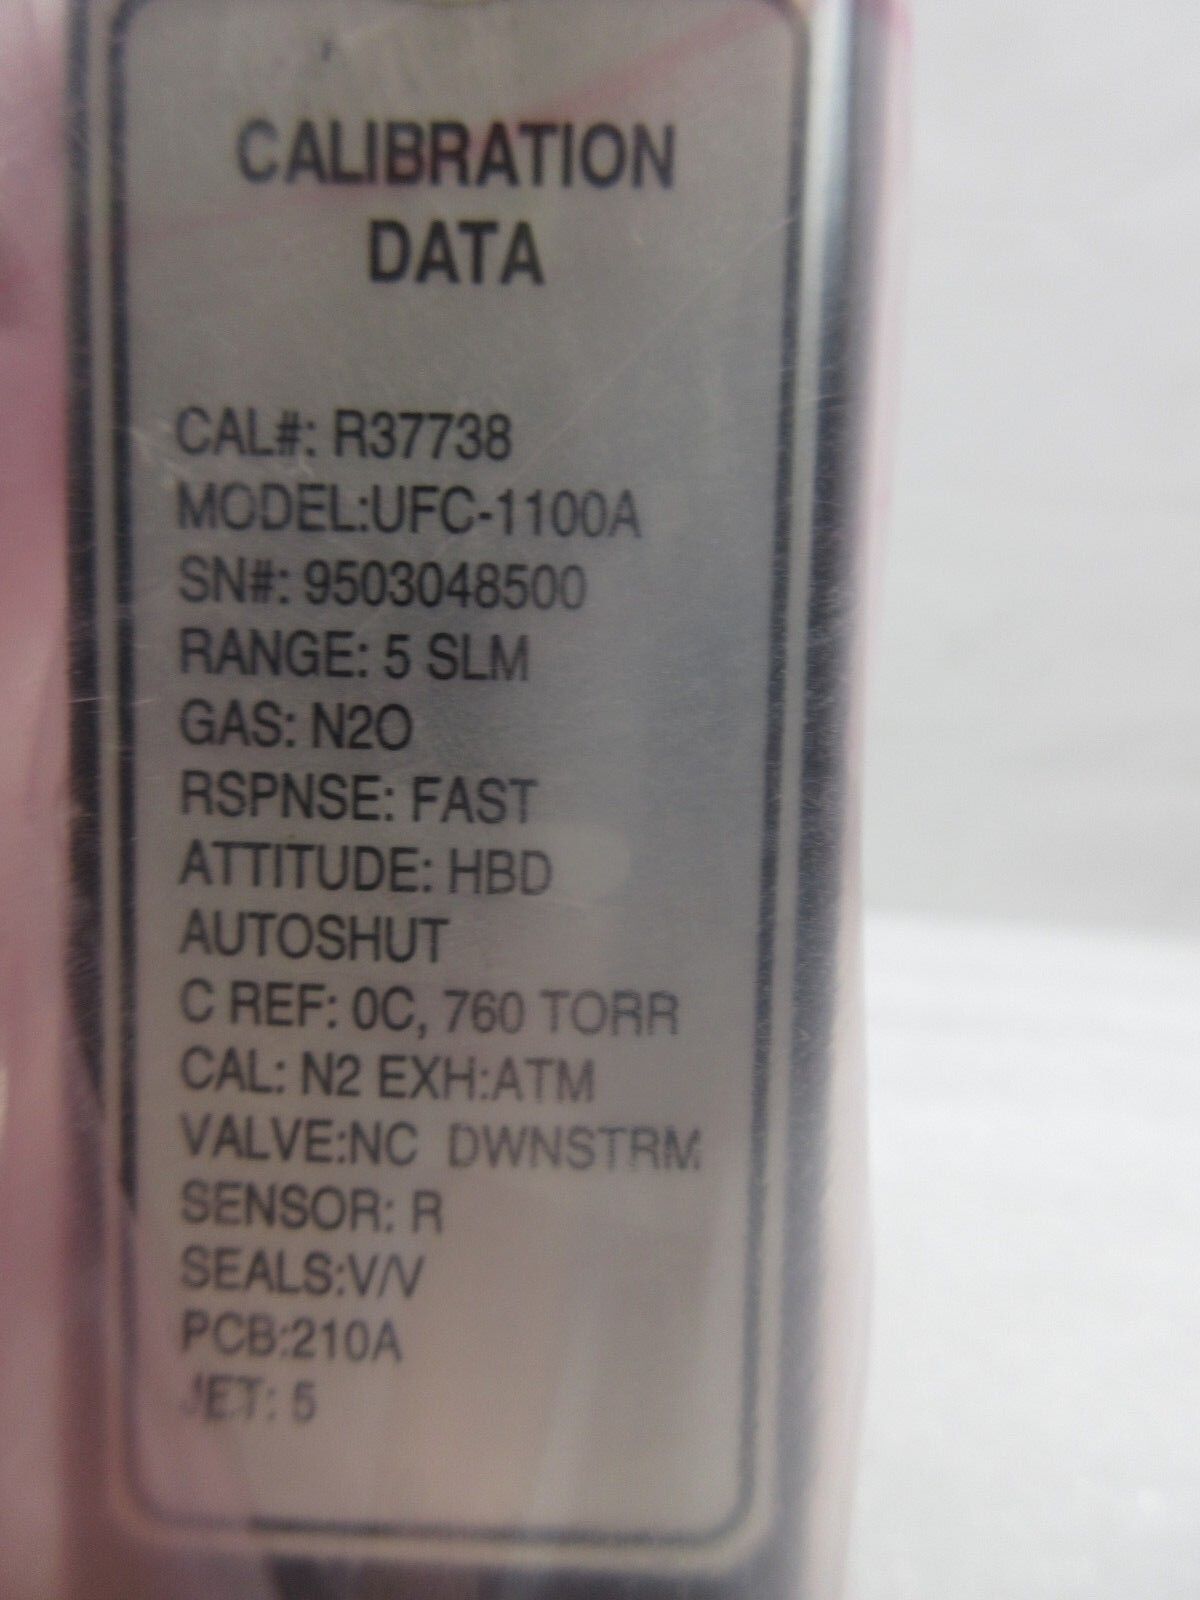 CALIBRATION
DATA
CAL#: R37738
MODEL:UFC-1100A
SN#: 9503048500
RANGE: 5 SLM
GAS: N2O
RSPNSE: FAST
ATTITUDE: HBD
AUTOSHUT
C REF: 0C, 760 TORR
CAL: N2 EXH:ATM
VALVE:NC DWNSTRM
SENSOR: R
SEALS:V/V
PCB:210A
JET: 5